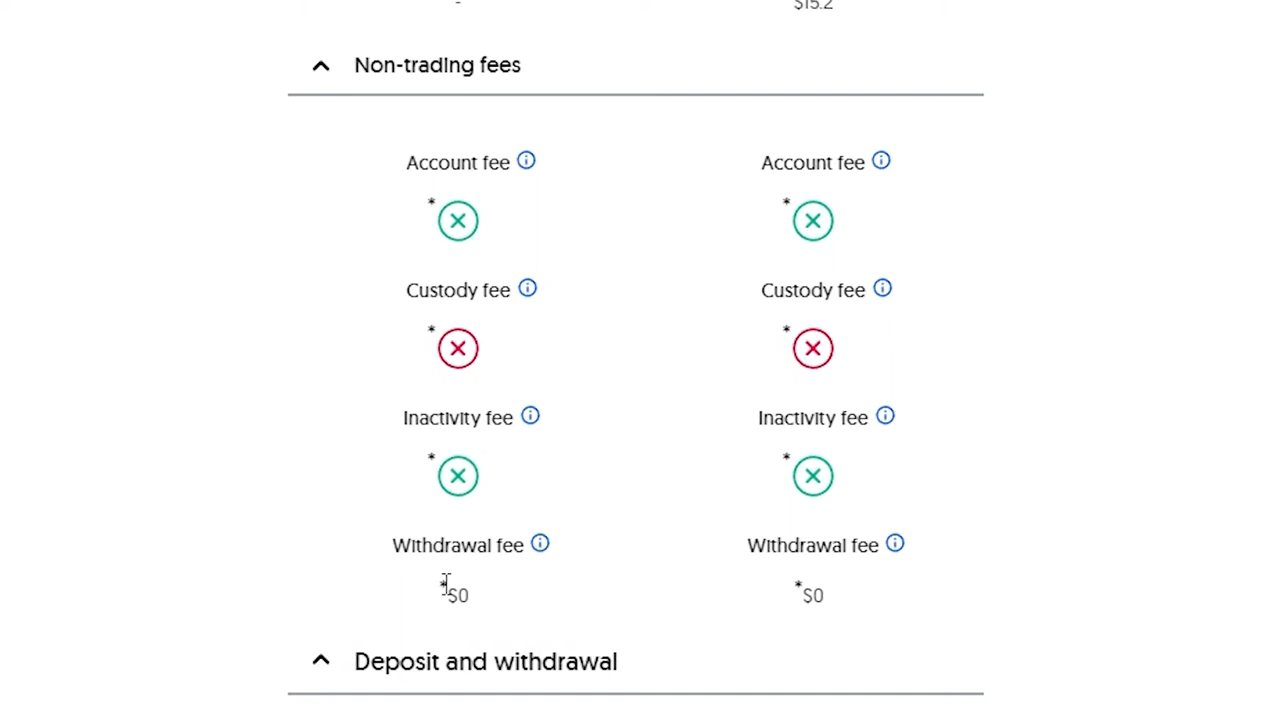 - $15.2
Non-trading fees
Account fee Account fee
* *
Custody fee Custody fee
* *
Inactivity fee Inactivity fee
* *
Withdrawal fee Withdrawal fee
*$0 *$0
Deposit and withdrawal